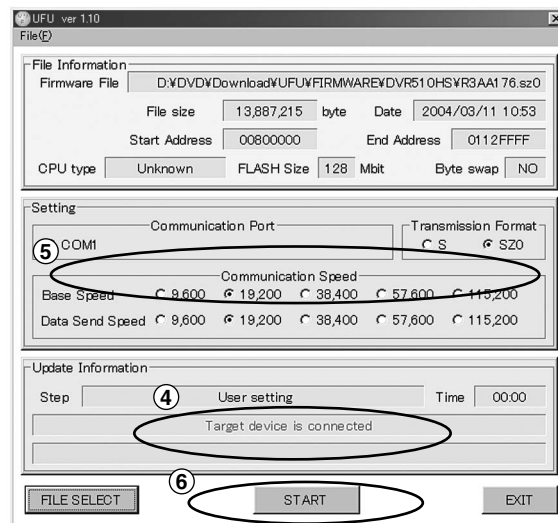 UFU ver 1.10
File(F)
File Information
Firmware File D:¥DVD¥Download¥UFU¥FIRMWARE¥DVR510HS¥R3AA176.sz0
File size 13,887,215 byte Date 2004/03/11 10:53
Start Address 00800000 End Address 0112FFFF
CPU type Unknown FLASH Size 128 Mbit Byte swap NO
Setting
Communication Port Transmission Format
⑤ COM1 S SZ0
Communication Speed
Base Speed 9,600 19,200 38,400 57,600 115,200
Data Send Speed 9,600 19,200 38,400 57,600 115,200
Update Information
Step ④ User setting Time 00:00
Target device is connected
⑥
FILE SELECT START EXIT